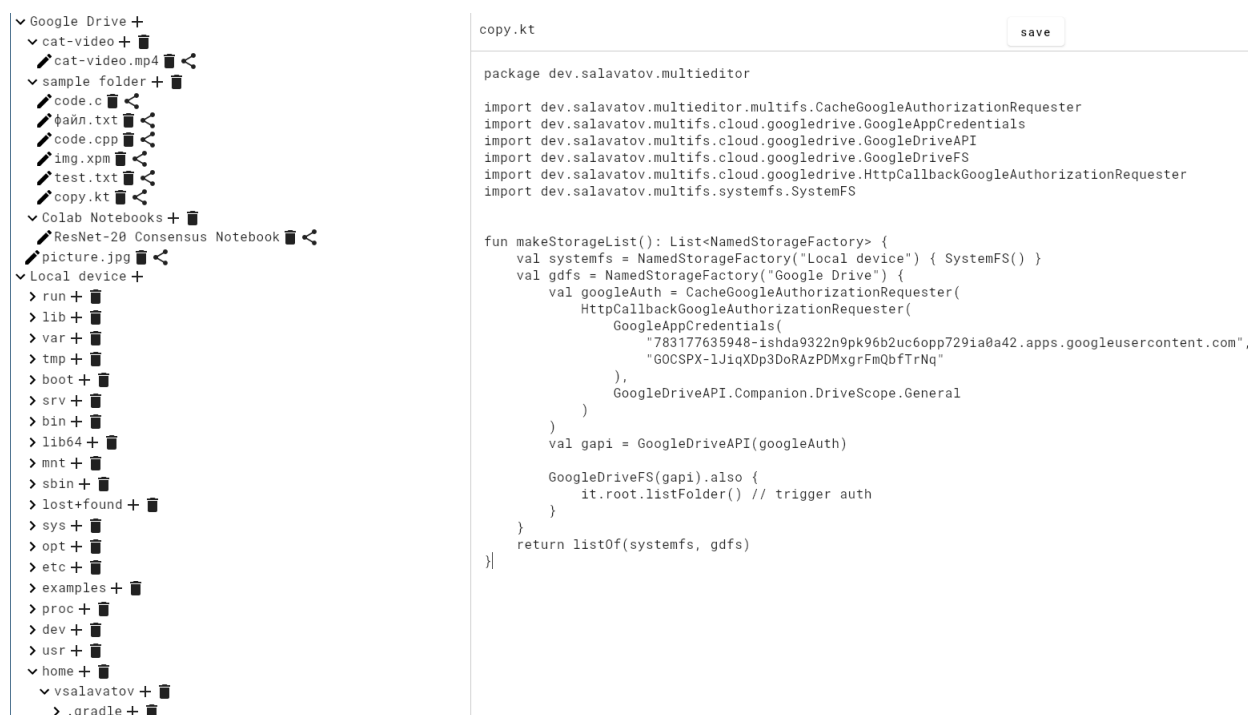 Google Drive
cat-video
cat-video.mp4
sample folder
code.c
файл.txt
code.cpp
img.xpm
test.txt
copy.kt
Colab Notebooks
ResNet-20 Consensus Notebook
picture.jpg
Local device
run
lib
var
tmp
boot
srv
bin
lib64
mnt
sbin
lost+found
sys
opt
etc
examples
proc
dev
usr
home
vsalavatov
.gradle
copy.kt
save
package dev.salavatov.multieditor
import dev.salavatov.multieditor.multifs.CacheGoogleAuthorizationRequester
import dev.salavatov.multifs.cloud.googledrive.GoogleAppCredentials
import dev.salavatov.multifs.cloud.googledrive.GoogleDriveAPI
import dev.salavatov.multifs.cloud.googledrive.GoogleDriveFS
import dev.salavatov.multifs.cloud.googledrive.HttpCallbackGoogleAuthorizationRequester
import dev.salavatov.multifs.systemfs.SystemFS
fun makeStorageList(): List<NamedStorageFactory> {
    val systemfs = NamedStorageFactory("Local device") { SystemFS() }
    val gdfs = NamedStorageFactory("Google Drive") {
        val googleAuth = CacheGoogleAuthorizationRequester(
            HttpCallbackGoogleAuthorizationRequester(
                GoogleAppCredentials(
                    "783177635948-ishda9322n9pk96b2uc6opp729ia0a42.apps.googleusercontent.com",
                    "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"
                ),
                GoogleDriveAPI.Companion.DriveScope.General
            )
        )
        val gapi = GoogleDriveAPI(googleAuth)
        GoogleDriveFS(gapi).also {
            it.root.listFolder() // trigger auth
        }
    }
    return listOf(systemfs, gdfs)
}